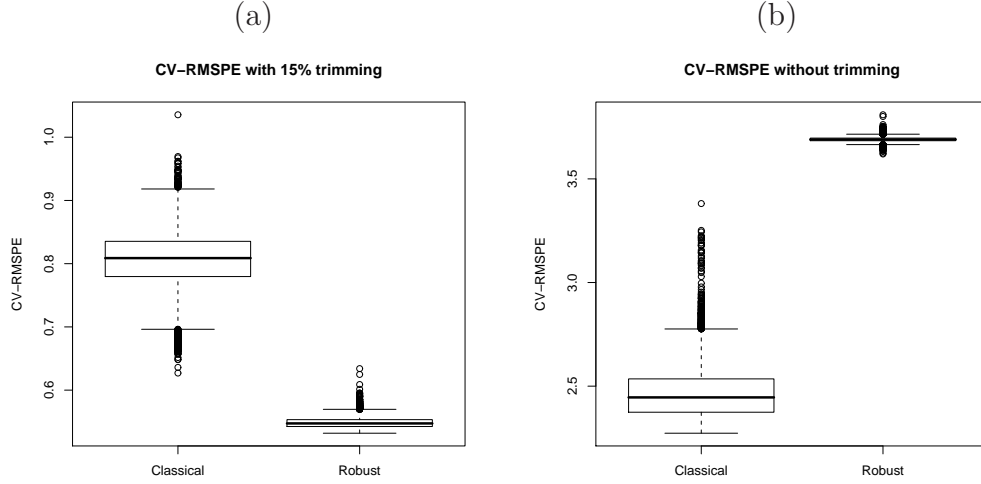 (a)
CV−RMSPE with 15% trimming
CV−RMSPE
1.0
0.9
0.8
0.7
0.6
Classical
Robust
(b)
CV−RMSPE without trimming
CV−RMSPE
3.5
3.0
2.5
Classical
Robust